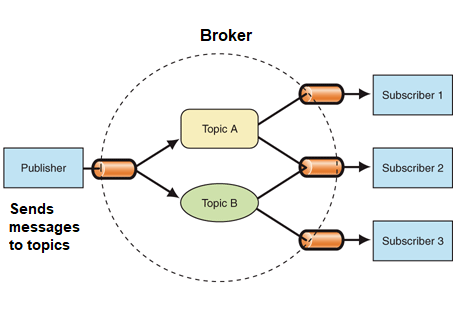 Broker
Subscriber 1
Topic A
Publisher
Subscriber 2
Topic B
Sends
messages
to topics
Subscriber 3